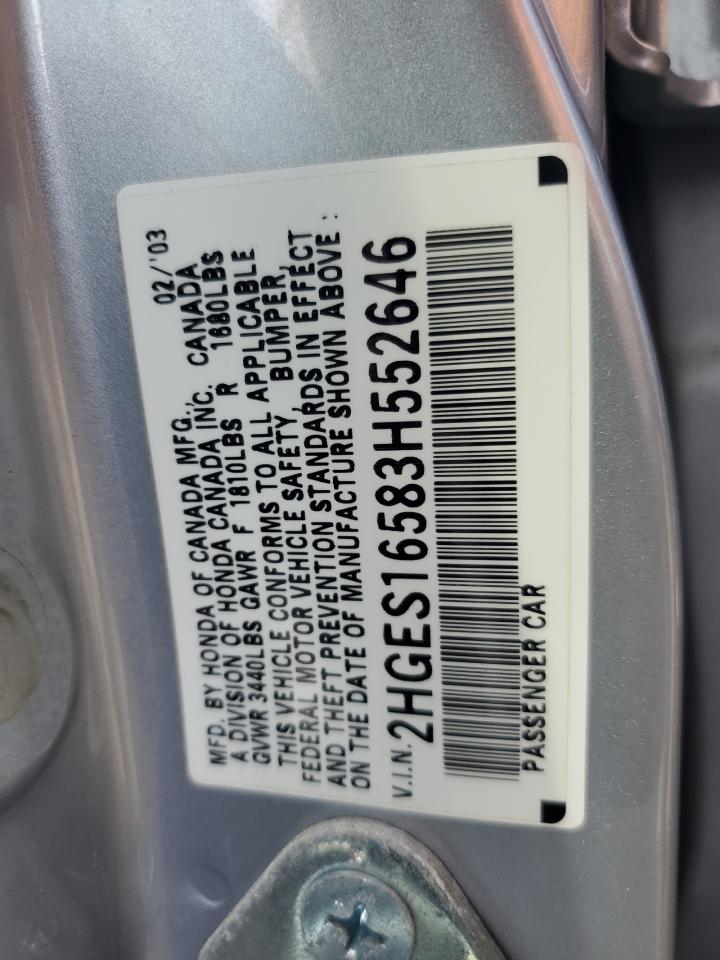 MFD. BY HONDA OF CANADA MFG., 02/'03
A DIVISION OF HONDA CANADA INC. CANADA
GVWR 3440LBS GAWR F 1810LBS R 1680LBS
THIS VEHICLE CONFORMS TO ALL APPLICABLE
FEDERAL MOTOR VEHICLE SAFETY, BUMPER,
AND THEFT PREVENTION STANDARDS IN EFFECT
ON THE DATE OF MANUFACTURE SHOWN ABOVE :
V.I.N. 2HGES16583H552646
PASSENGER CAR